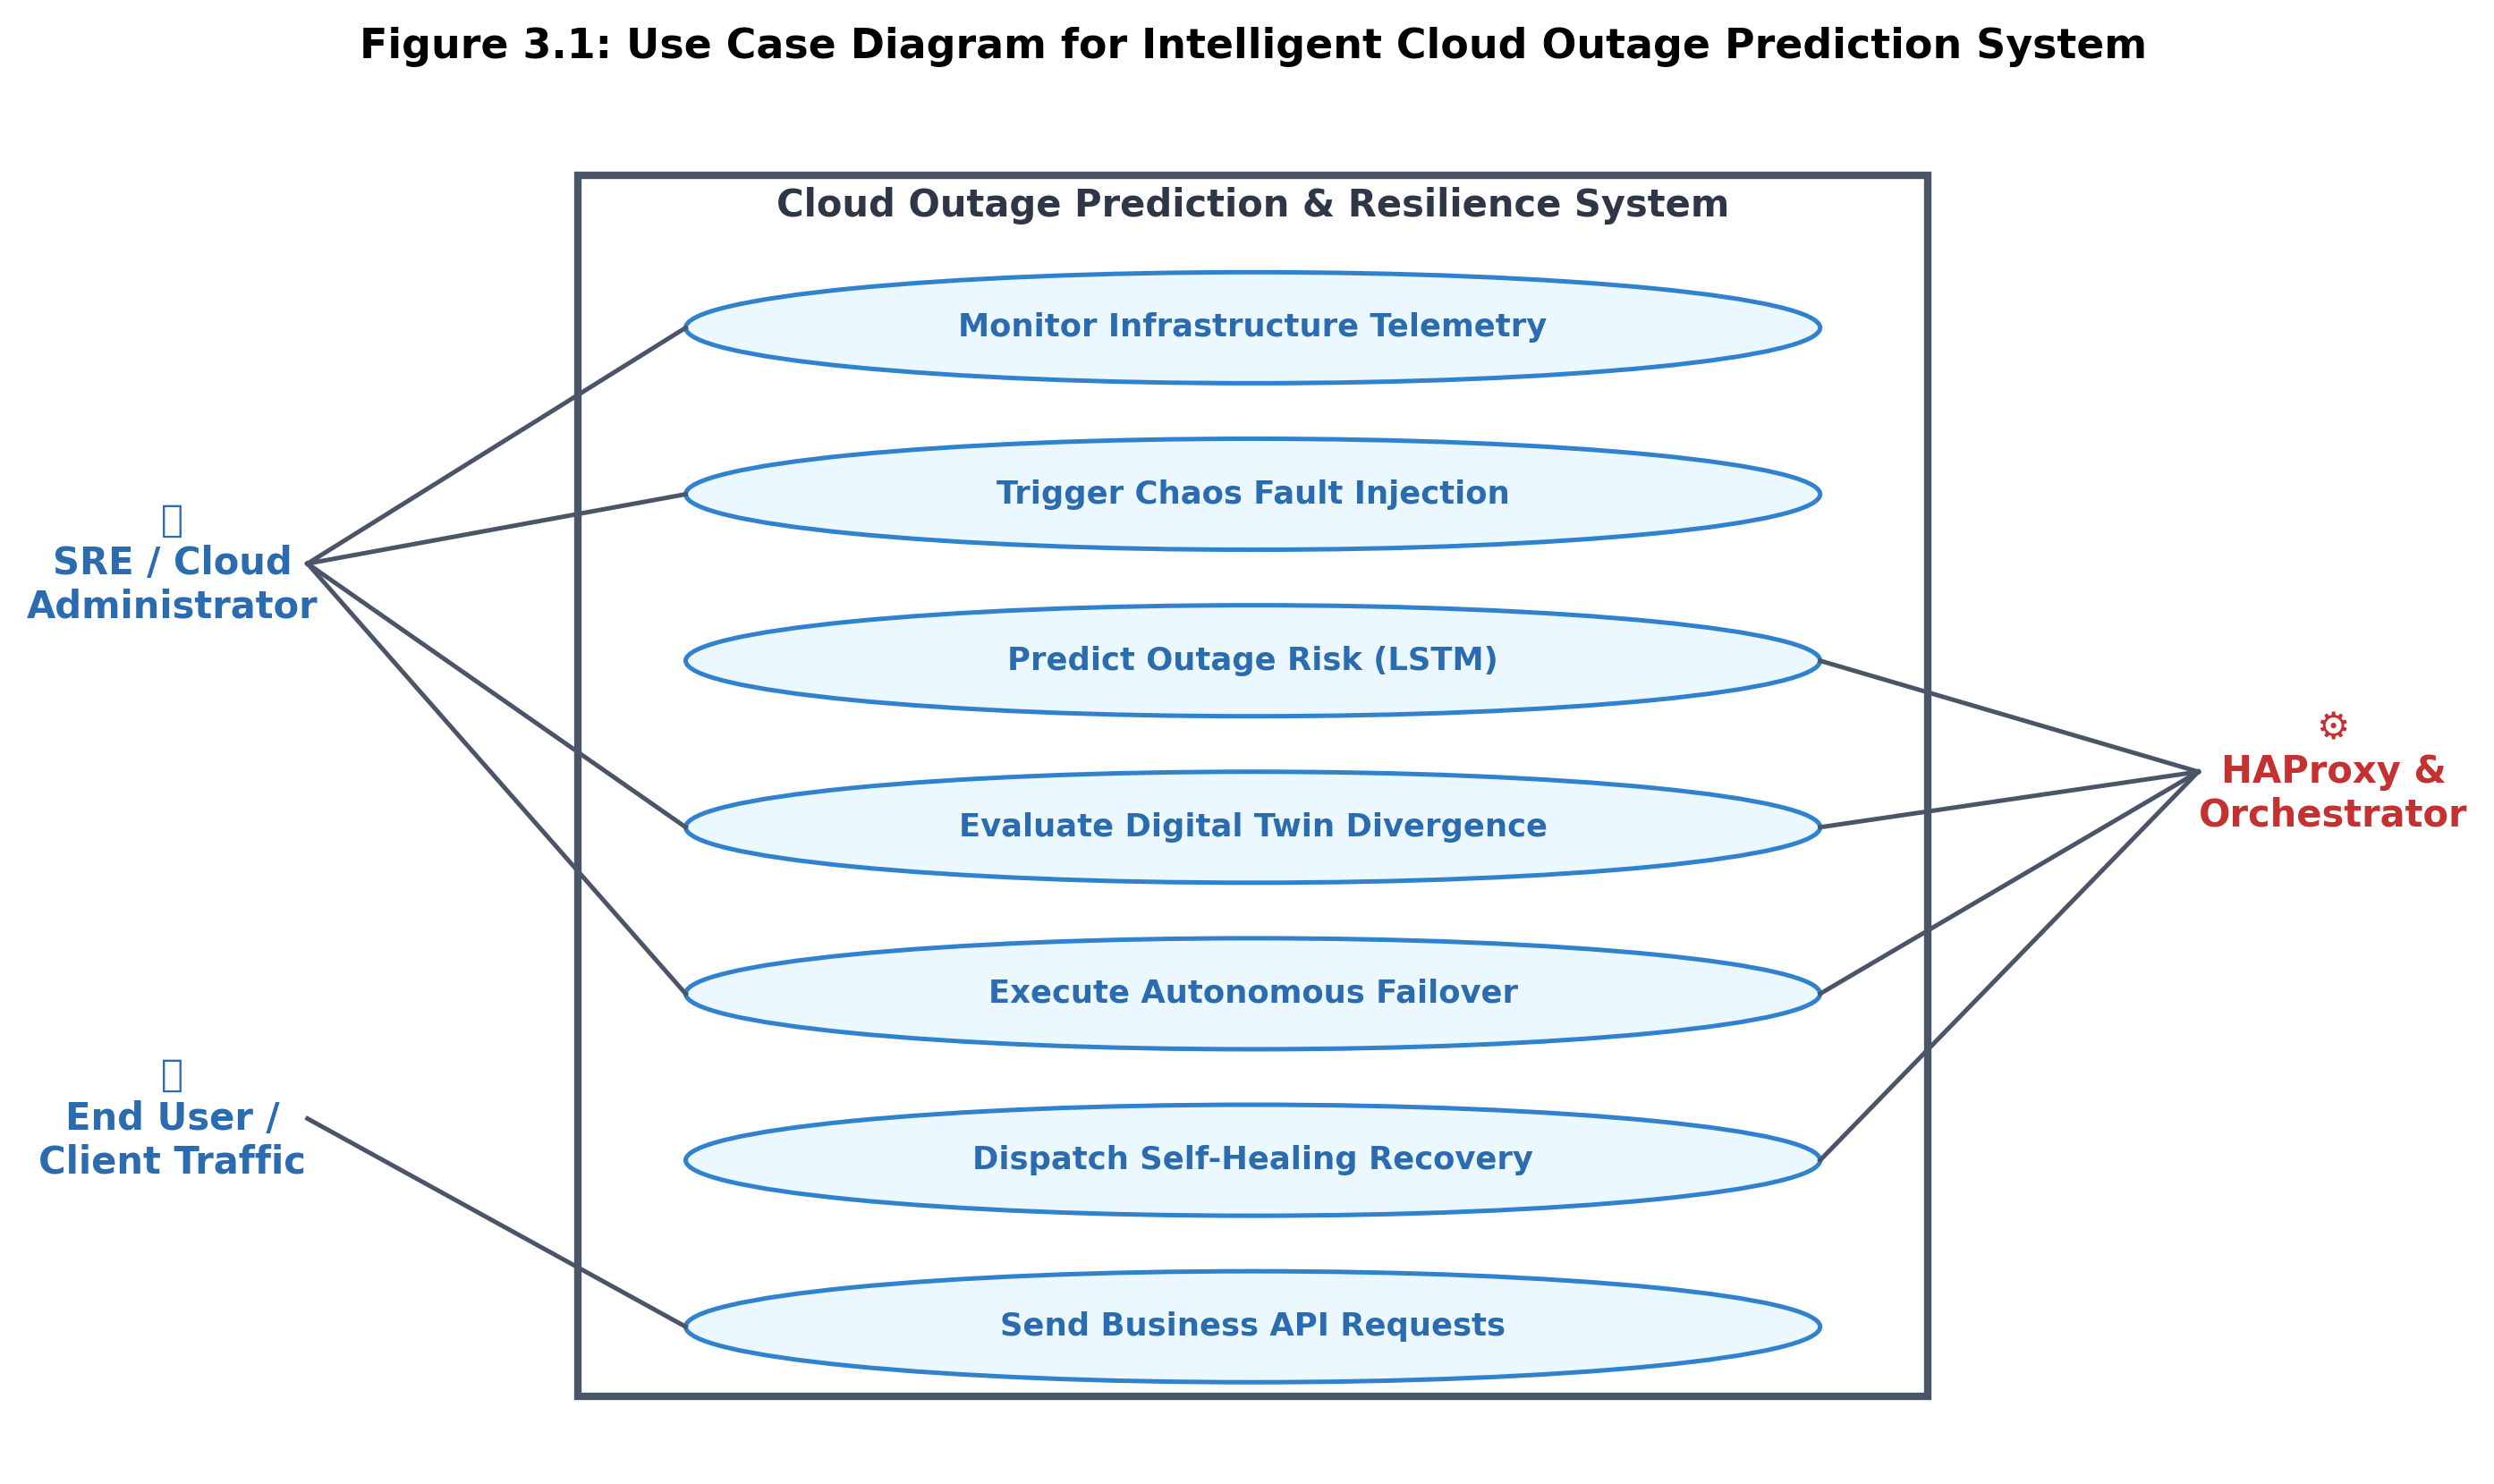 Figure 3.1: Use Case Diagram for Intelligent Cloud Outage Prediction System
Cloud Outage Prediction & Resilience System
Monitor Infrastructure Telemetry
Trigger Chaos Fault Injection
SRE / Cloud
Administrator
Predict Outage Risk (LSTM)
HAProxy &
Orchestrator
Evaluate Digital Twin Divergence
Execute Autonomous Failover
End User /
Client Traffic
Dispatch Self-Healing Recovery
Send Business API Requests